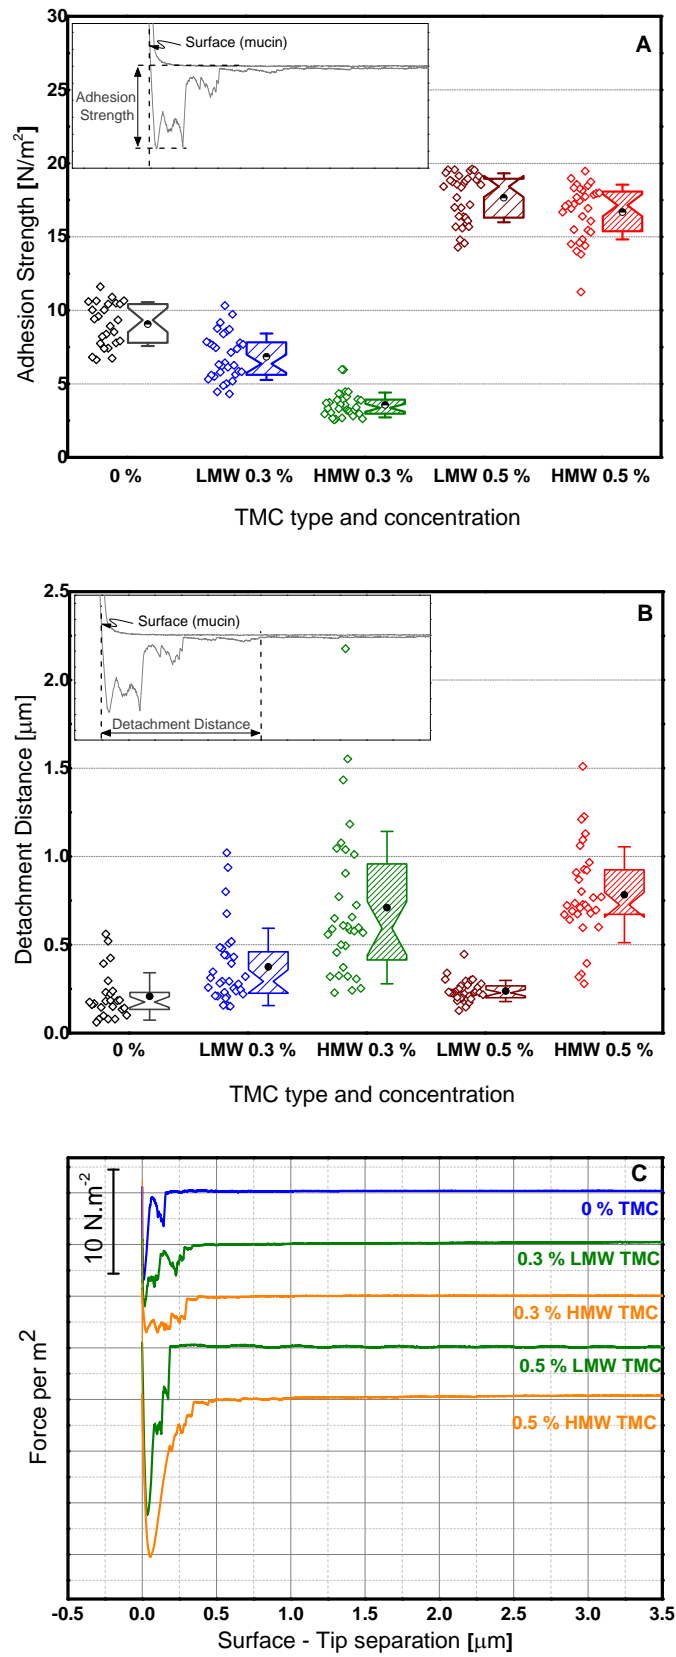 30
25
20
15
10
5
0
Adhesion Strength [N/m²]
A
Surface (mucin)
Adhesion
Strength
0 %
LMW 0.3 %
HMW 0.3 %
LMW 0.5 %
HMW 0.5 %
TMC type and concentration
2.5
2.0
1.5
1.0
0.5
0.0
Detachment Distance [μm]
B
Surface (mucin)
Detachment Distance
0 %
LMW 0.3 %
HMW 0.3 %
LMW 0.5 %
HMW 0.5 %
TMC type and concentration
Force per m²
10 N.m⁻²
C
0 % TMC
0.3 % LMW TMC
0.3 % HMW TMC
0.5 % LMW TMC
0.5 % HMW TMC
-0.5
0.0
0.5
1.0
1.5
2.0
2.5
3.0
3.5
Surface - Tip separation [μm]